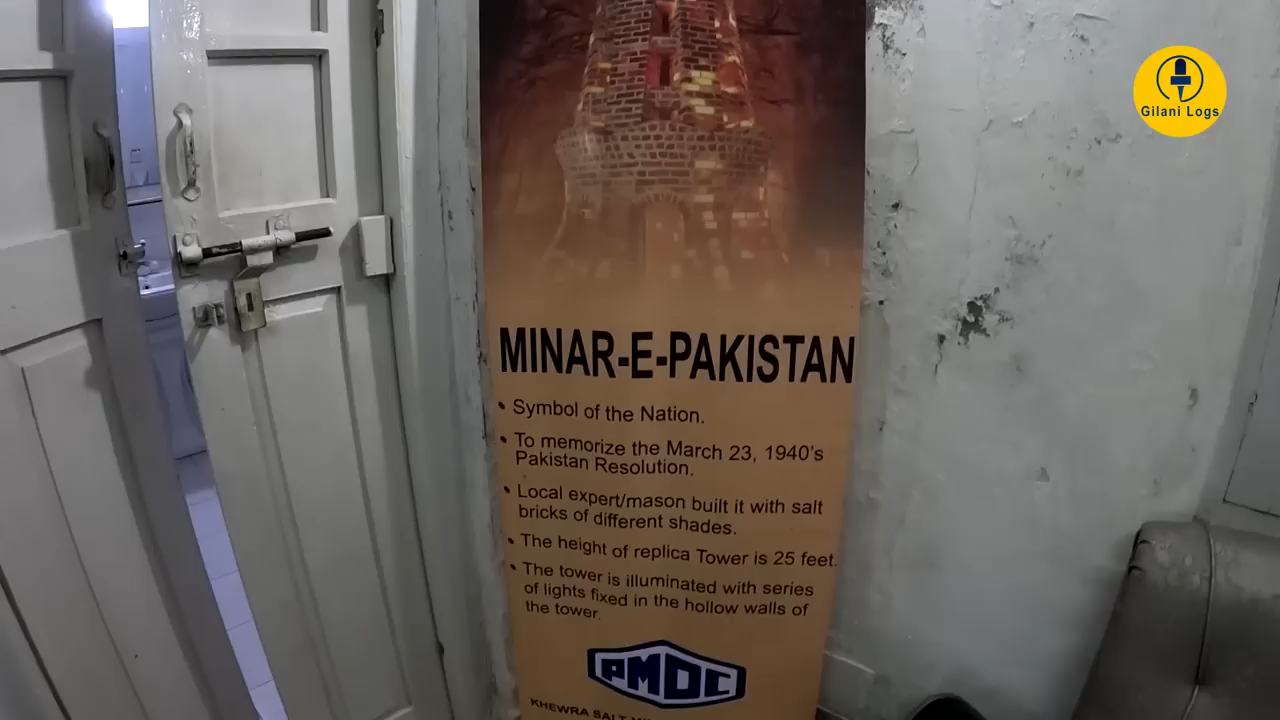 Gilani Logs
MINAR-E-PAKISTAN
• Symbol of the Nation.
• To memorize the March 23, 1940's
Pakistan Resolution.
• Local expert/mason built it with salt
bricks of different shades.
• The height of replica Tower is 25 feet.
• The tower is illuminated with series
of lights fixed in the hollow walls of
the tower.
PMDC
KHEWRA SALT